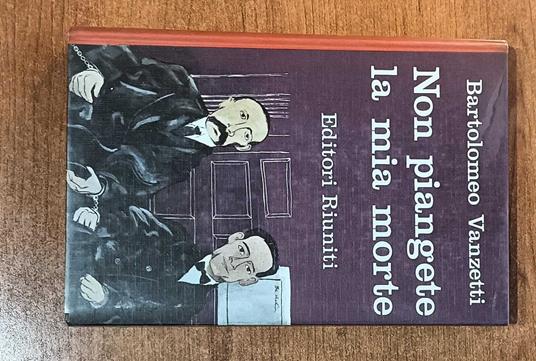 Bartolomeo Vanzetti
Non piangete
la mia morte
Editori Riuniti